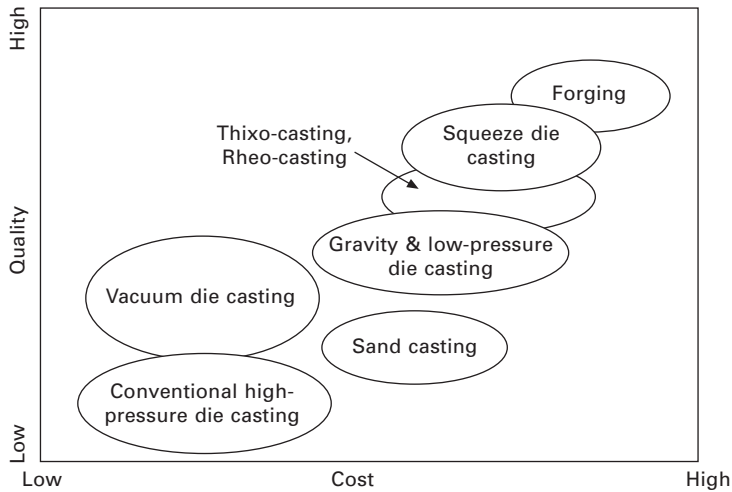 High
Forging
Thixo-casting,
Rheo-casting
Squeeze die
casting
Quality
Gravity & low-pressure
die casting
Vacuum die casting
Sand casting
Conventional high-
pressure die casting
Low
Low
Cost
High